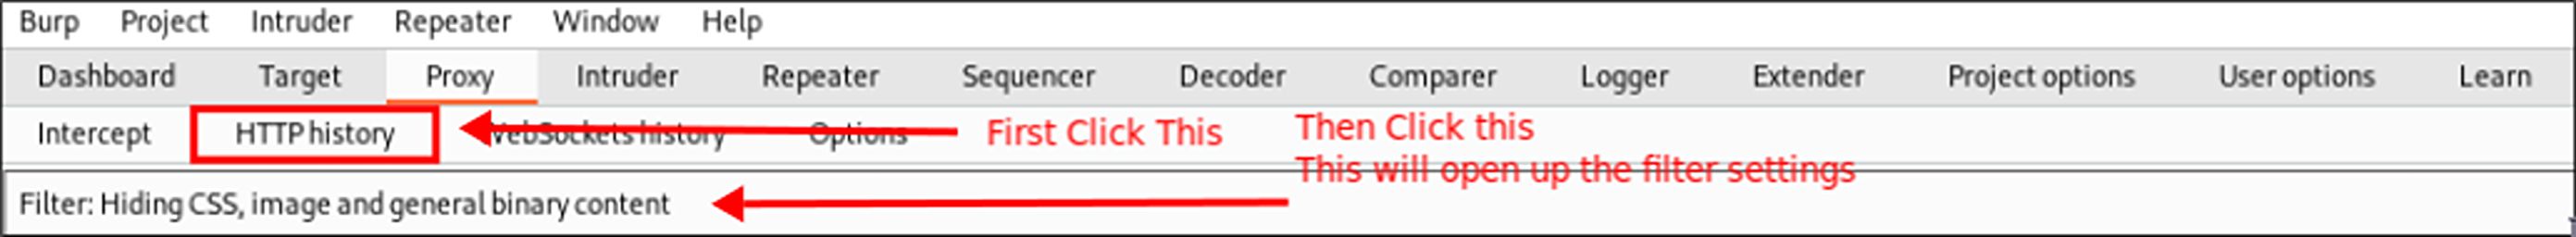 Burp Project Intruder Repeater Window Help
Dashboard Target Proxy Intruder Repeater Sequencer Decoder Comparer Logger Extender Project options User options Learn
Intercept HTTP history WebSockets history Options First Click This Then Click this
This will open up the filter settings
Filter: Hiding CSS, image and general binary content